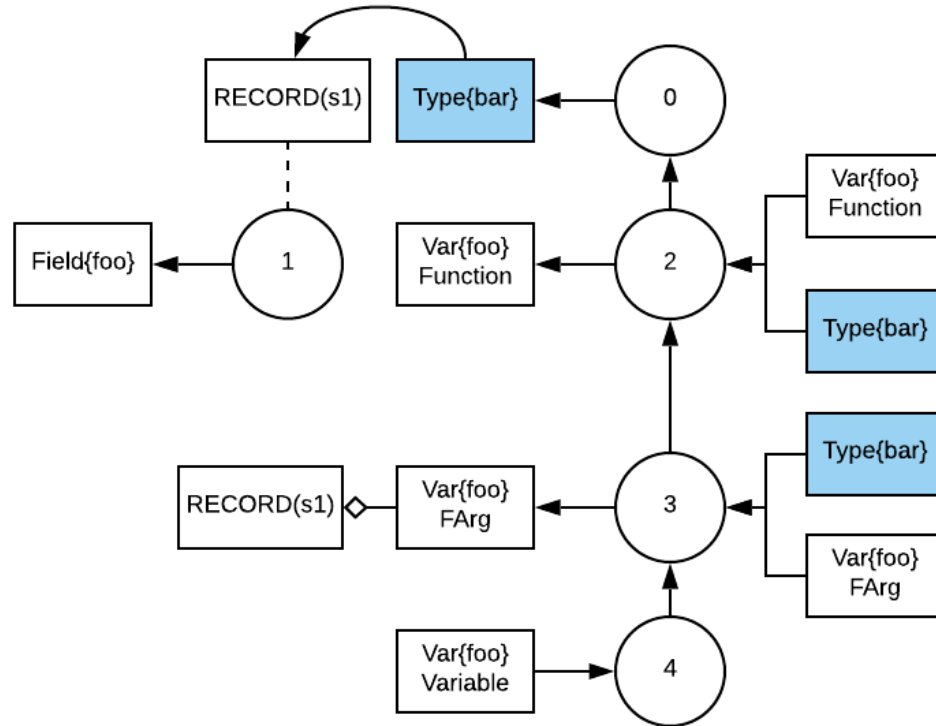 RECORD(s1)
Type{bar}
0
Var{foo}
Function
Field{foo}
1
Var{foo}
Function
2
Type{bar}
Type{bar}
RECORD(s1)
Var{foo}
FArg
3
Var{foo}
FArg
Var{foo}
Variable
4